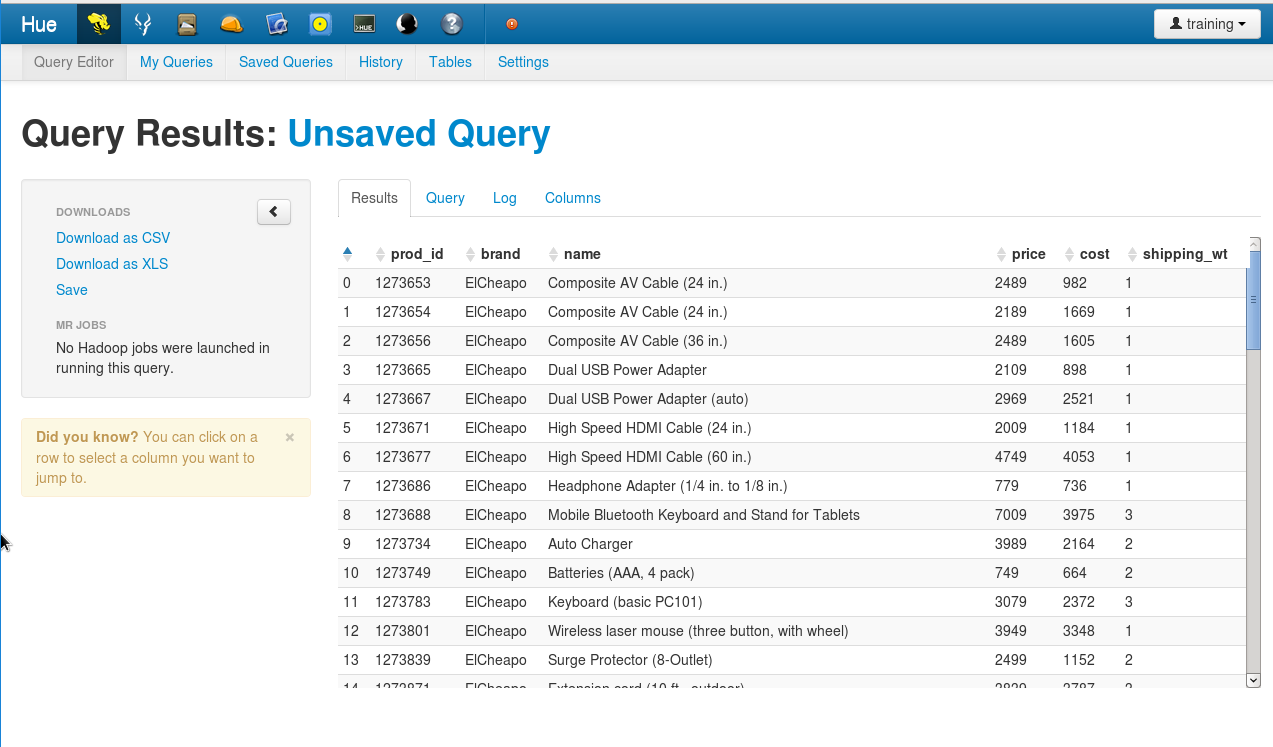 Hue >HUE ? training
Query Editor My Queries Saved Queries History Tables Settings
Query Results: Unsaved Query
DOWNLOADS
Download as CSV
Download as XLS
Save
MR JOBS
No Hadoop jobs were launched in
running this query.
Did you know? You can click on a ×
row to select a column you want to
jump to.
Results Query Log Columns
prod_id brand name price cost shipping_wt
0 1273653 ElCheapo Composite AV Cable (24 in.) 2489 982 1
1 1273654 ElCheapo Composite AV Cable (24 in.) 2189 1669 1
2 1273656 ElCheapo Composite AV Cable (36 in.) 2489 1605 1
3 1273665 ElCheapo Dual USB Power Adapter 2109 898 1
4 1273667 ElCheapo Dual USB Power Adapter (auto) 2969 2521 1
5 1273671 ElCheapo High Speed HDMI Cable (24 in.) 2009 1184 1
6 1273677 ElCheapo High Speed HDMI Cable (60 in.) 4749 4053 1
7 1273686 ElCheapo Headphone Adapter (1/4 in. to 1/8 in.) 779 736 1
8 1273688 ElCheapo Mobile Bluetooth Keyboard and Stand for Tablets 7009 3975 3
9 1273734 ElCheapo Auto Charger 3989 2164 2
10 1273749 ElCheapo Batteries (AAA, 4 pack) 749 664 2
11 1273783 ElCheapo Keyboard (basic PC101) 3079 2372 3
12 1273801 ElCheapo Wireless laser mouse (three button, with wheel) 3949 3348 1
13 1273839 ElCheapo Surge Protector (8-Outlet) 2499 1152 2
14 1273871 ElCheapo Extension cord (10 ft., outdoor)